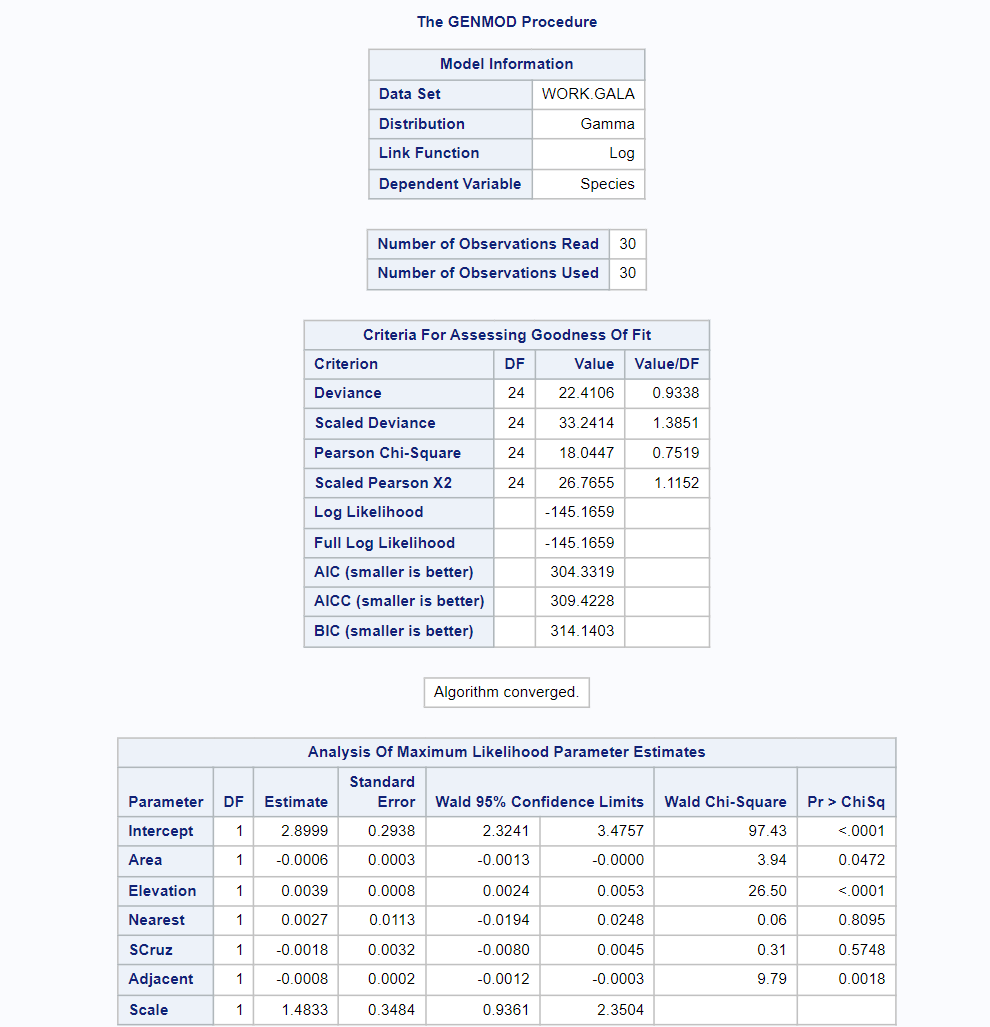 The GENMOD Procedure
Model Information
Data Set WORK.GALA
Distribution Gamma
Link Function Log
Dependent Variable Species
Number of Observations Read 30
Number of Observations Used 30
Criteria For Assessing Goodness Of Fit
Criterion DF Value Value/DF
Deviance 24 22.4106 0.9338
Scaled Deviance 24 33.2414 1.3851
Pearson Chi-Square 24 18.0447 0.7519
Scaled Pearson X2 24 26.7655 1.1152
Log Likelihood -145.1659
Full Log Likelihood -145.1659
AIC (smaller is better) 304.3319
AICC (smaller is better) 309.4228
BIC (smaller is better) 314.1403
Algorithm converged.
Analysis Of Maximum Likelihood Parameter Estimates
Parameter DF Estimate Standard Error Wald 95% Confidence Limits Wald Chi-Square Pr > ChiSq
Intercept 1 2.8999 0.2938 2.3241 3.4757 97.43 <.0001
Area 1 -0.0006 0.0003 -0.0013 -0.0000 3.94 0.0472
Elevation 1 0.0039 0.0008 0.0024 0.0053 26.50 <.0001
Nearest 1 0.0027 0.0113 -0.0194 0.0248 0.06 0.8095
SCruz 1 -0.0018 0.0032 -0.0080 0.0045 0.31 0.5748
Adjacent 1 -0.0008 0.0002 -0.0012 -0.0003 9.79 0.0018
Scale 1 1.4833 0.3484 0.9361 2.3504